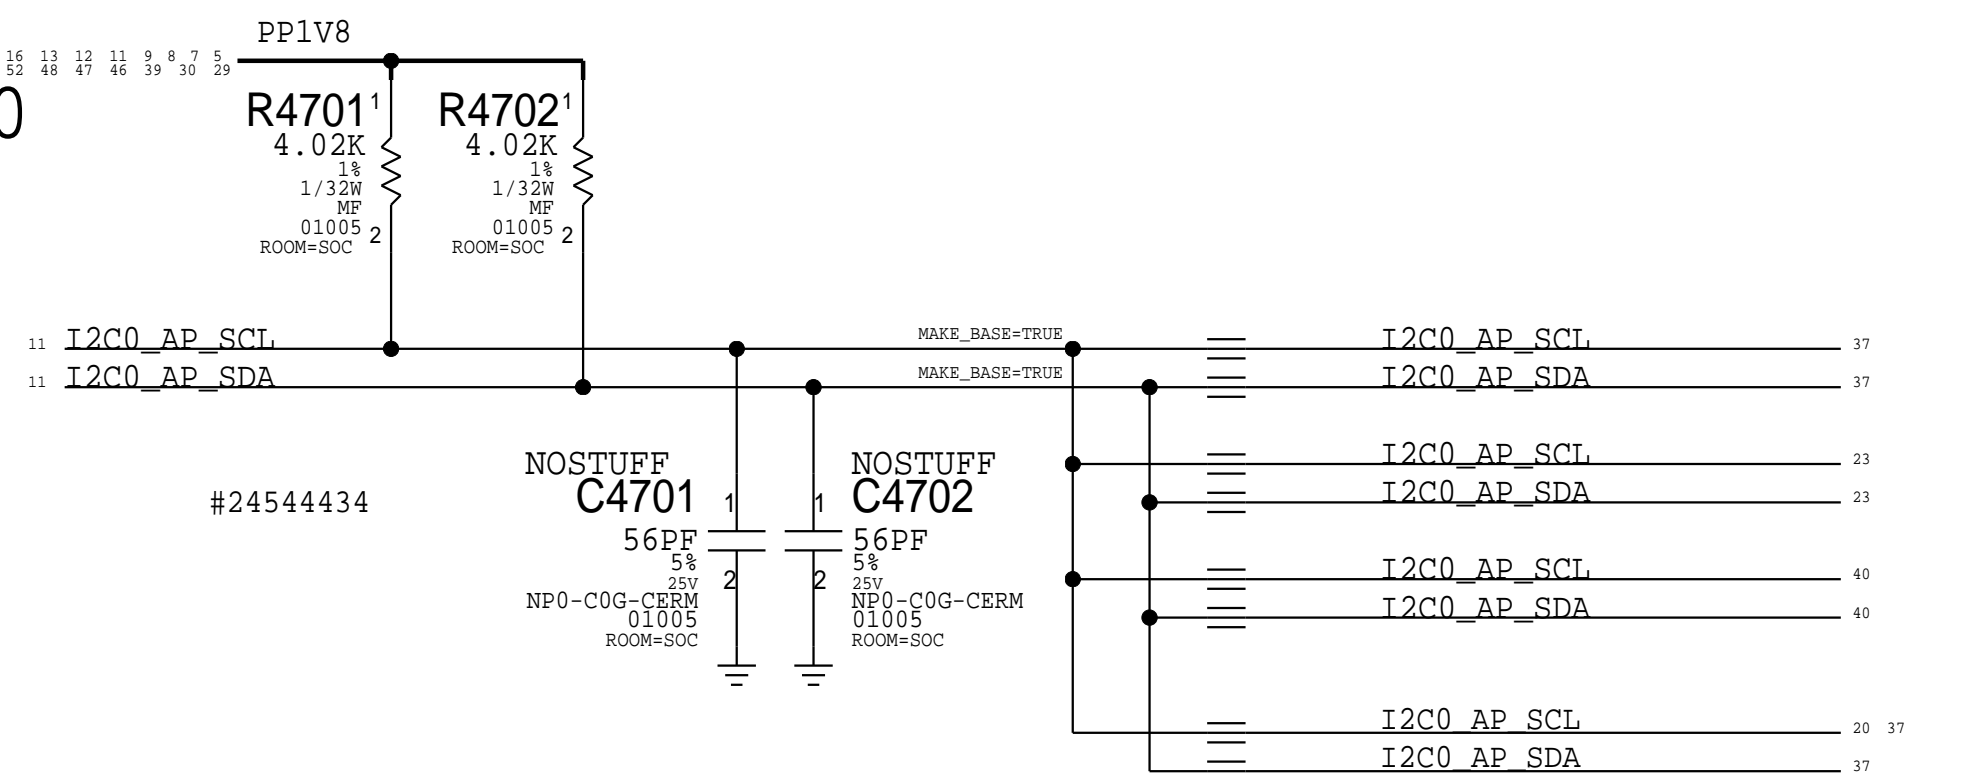 PP1V8
16 13 12 11 9 8 7 5
52 48 47 46 39 30 29
0
R4701 1
4.02K
1%
1/32W
MF
01005
2
ROOM=SOC
R4702 1
4.02K
1%
1/32W
MF
01005
2
ROOM=SOC
11 I2C0_AP_SCL
MAKE_BASE=TRUE
I2C0_AP_SCL 37
11 I2C0_AP_SDA
MAKE_BASE=TRUE
I2C0_AP_SDA 37
I2C0_AP_SCL 23
I2C0_AP_SDA 23
#24544434
NOSTUFF
C4701 1
56PF
5%
25V
2
NP0-C0G-CERM
01005
ROOM=SOC
NOSTUFF
1 C4702
56PF
5%
2
25V
NP0-C0G-CERM
01005
ROOM=SOC
I2C0_AP_SCL 40
I2C0_AP_SDA 40
I2C0_AP_SCL 20 37
I2C0_AP_SDA 37